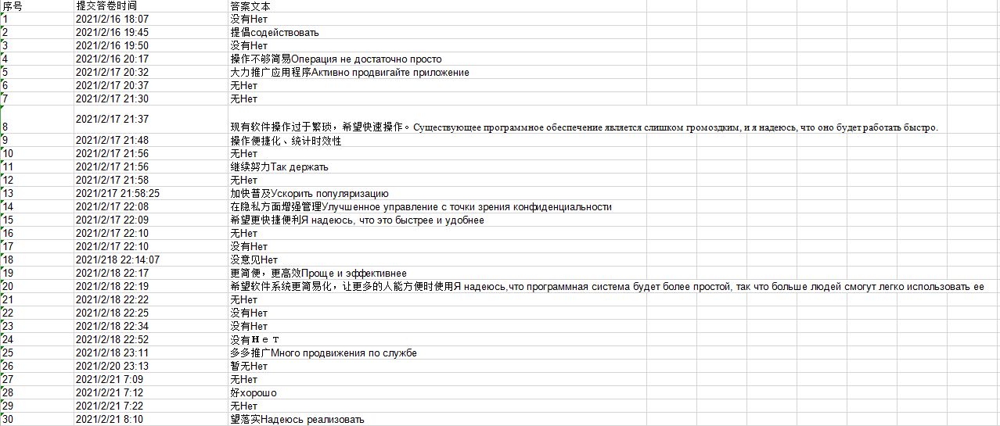 序号 提交答卷时间 答案文本
1 2021/2/16 18:07 没有Нет
2 2021/2/16 19:45 提倡содействовать
3 2021/2/16 19:50 没有Нет
4 2021/2/16 20:17 操作不够简易Операция не достаточно просто
5 2021/2/17 20:32 大力推广应用程序Активно продвигайте приложение
6 2021/2/17 20:37 无Нет
7 2021/2/17 21:30 无Нет
8 2021/2/17 21:37 现有软件操作过于繁琐，希望快速操作。Существующее программное обеспечение является слишком громоздким, и я надеюсь, что оно будет работать быстро.
9 2021/2/17 21:48 操作便捷化、统计时效性
10 2021/2/17 21:56 无Нет
11 2021/2/17 21:56 继续努力Так держать
12 2021/2/17 21:58 无Нет
13 2021/217 21:58:25 加快普及Ускорить популяризацию
14 2021/2/17 22:08 在隐私方面增强管理Улучшенное управление с точки зрения конфиденциальности
15 2021/2/17 22:09 希望更快捷便利Я надеюсь, что это быстрее и удобнее
16 2021/2/17 22:10 无Нет
17 2021/2/17 22:10 没有Нет
18 2021/218 22:14:07 没意见Нет
19 2021/2/18 22:17 更简便，更高效Проще и эффективнее
20 2021/2/18 22:19 希望软件系统更简易化，让更多的人能方便时使用Я надеюсь,что программная система будет более простой, так что больше людей смогут легко использовать ее
21 2021/2/18 22:22 无Нет
22 2021/2/18 22:25 没有Нет
23 2021/2/18 22:34 没有Нет
24 2021/2/18 22:52 没有Нет
25 2021/2/18 23:11 多多推广Много продвижения по службе
26 2021/2/20 23:13 暂无Нет
27 2021/2/21 7:09 无Нет
28 2021/2/21 7:12 好хорошо
29 2021/2/21 7:22 无Нет
30 2021/2/21 8:10 望落实Надеюсь реализовать